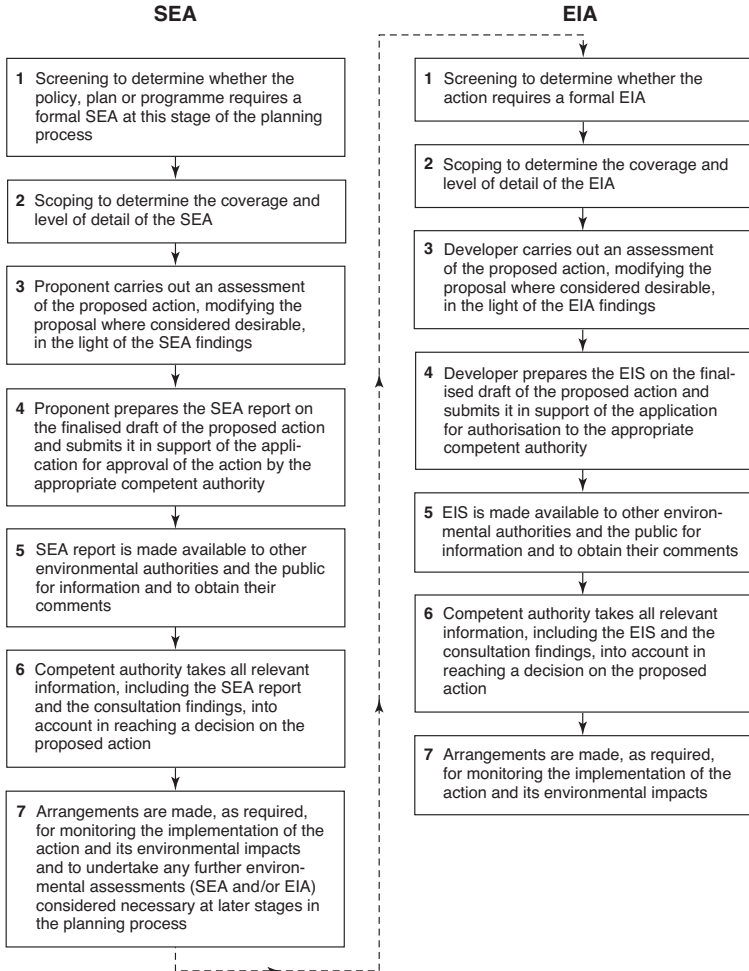 SEA
1 Screening to determine whether the
policy, plan or programme requires a
formal SEA at this stage of the planning
process
2 Scoping to determine the coverage and
level of detail of the SEA
3 Proponent carries out an assessment
of the proposed action, modifying the
proposal where considered desirable,
in the light of the SEA findings
4 Proponent prepares the SEA report on
the finalised draft of the proposed action
and submits it in support of the appli-
cation for approval of the action by the
appropriate competent authority
5 SEA report is made available to other
environmental authorities and the public
for information and to obtain their
comments
6 Competent authority takes all relevant
information, including the SEA report
and the consultation findings, into
account in reaching a decision on the
proposed action
7 Arrangements are made, as required,
for monitoring the implementation of the
action and its environmental impacts
and to undertake any further environ-
mental assessments (SEA and/or EIA)
considered necessary at later stages in
the planning process
EIA
1 Screening to determine whether the
action requires a formal EIA
2 Scoping to determine the coverage and
level of detail of the EIA
3 Developer carries out an assessment
of the proposed action, modifying the
proposal where considered desirable,
in the light of the EIA findings
4 Developer prepares the EIS on the final-
ised draft of the proposed action and
submits it in support of the application
for authorisation to the appropriate
competent authority
5 EIS is made available to other environ-
mental authorities and the public for
information and to obtain their comments
6 Competent authority takes all relevant
information, including the EIS and the
consultation findings, into account in
reaching a decision on the proposed
action
7 Arrangements are made, as required,
for monitoring the implementation of the
action and its environmental impacts